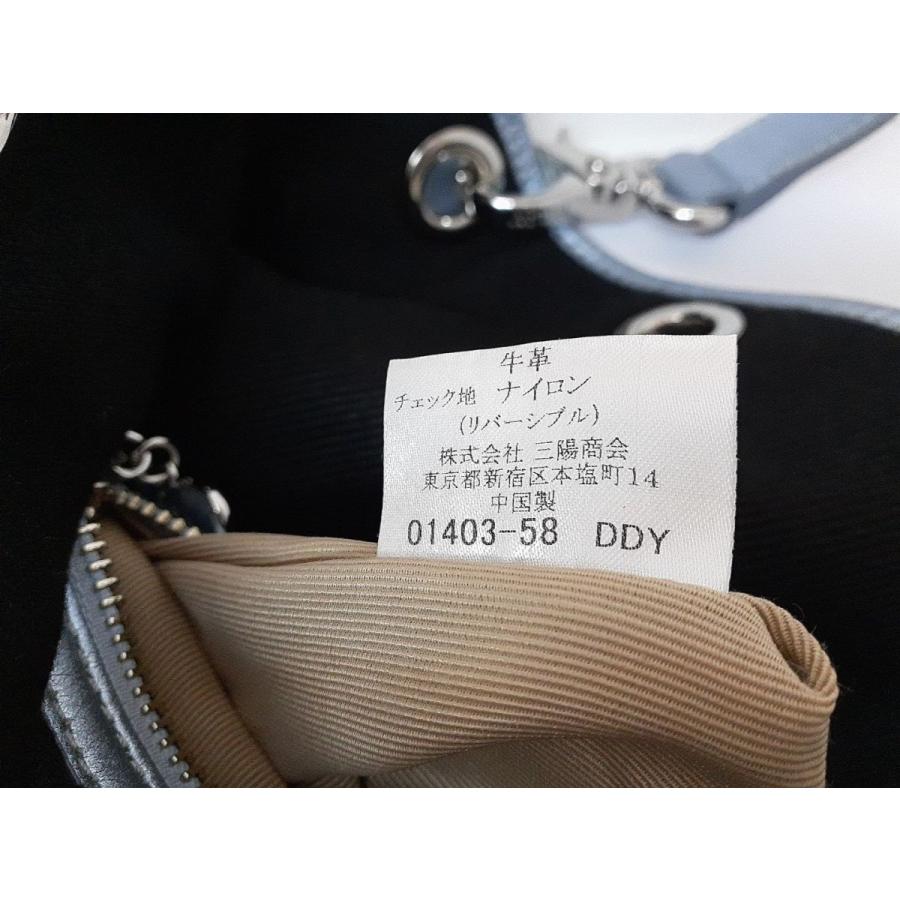 牛革
チェック地 ナイロン
(リバーシブル)
株式会社 三陽商会
東京都新宿区本塩町14
中国製
01403-58 DDY